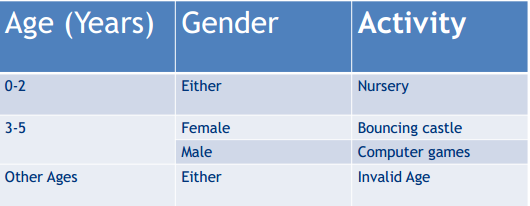 Age (Years) Gender Activity
0-2 Either Nursery
3-5 Female Bouncing castle
Male Computer games
Other Ages Either Invalid Age